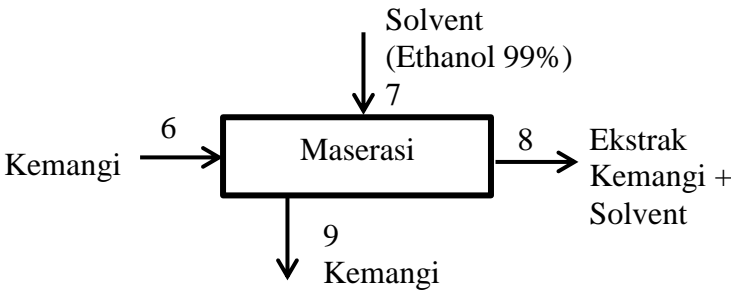 Solvent
(Ethanol 99%)
7
6
Kemangi
Maserasi
8
Ekstrak
Kemangi +
Solvent
9
Kemangi